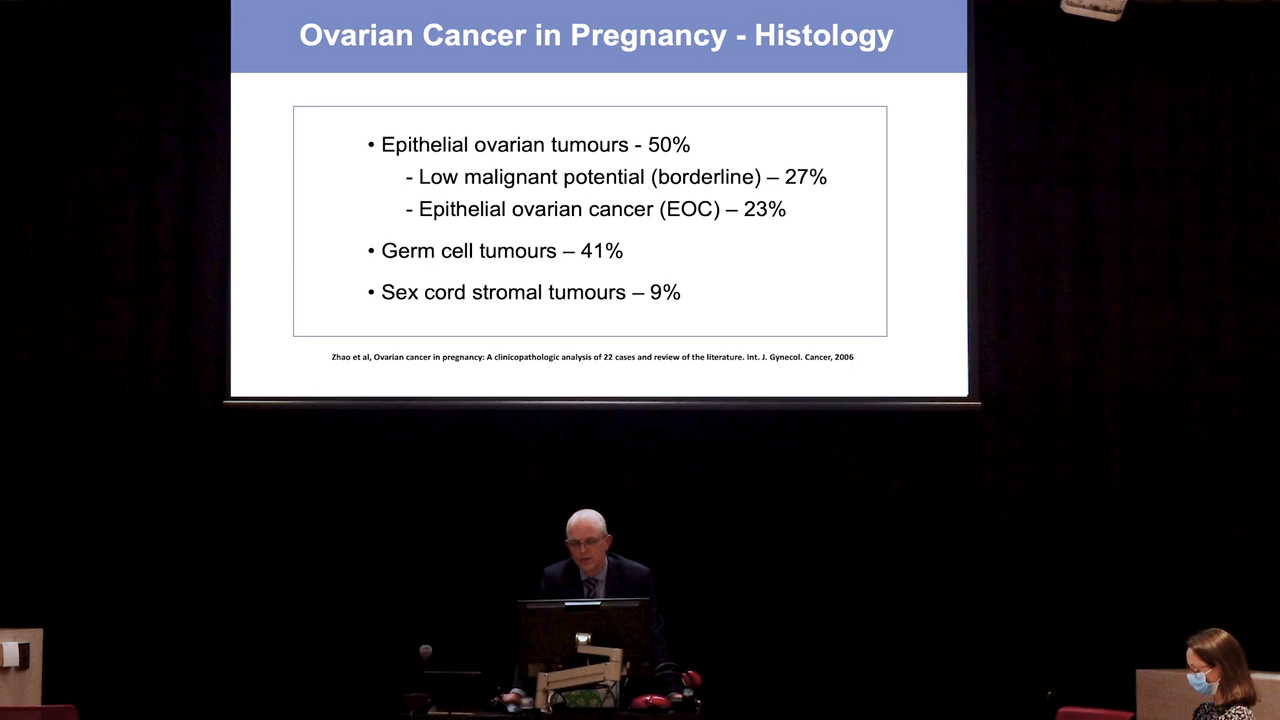 Ovarian Cancer in Pregnancy - Histology
• Epithelial ovarian tumours - 50%
- Low malignant potential (borderline) – 27%
- Epithelial ovarian cancer (EOC) – 23%
• Germ cell tumours – 41%
• Sex cord stromal tumours – 9%
Zhao et al, Ovarian cancer in pregnancy: A clinicopathologic analysis of 22 cases and review of the literature. Int. J. Gynecol. Cancer, 2006